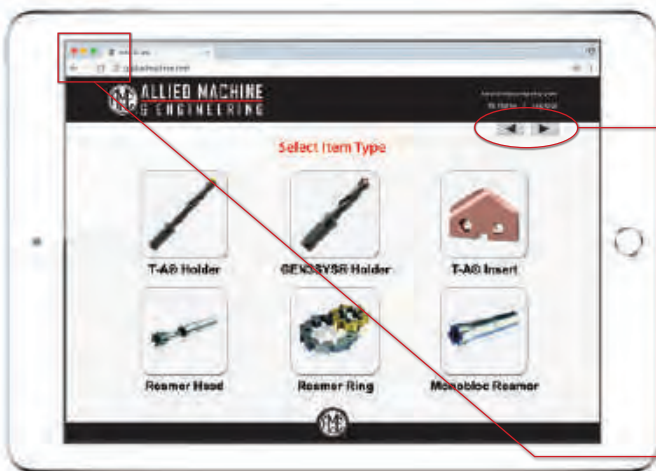 ALLIED MACHINE
& ENGINEERING
Select Item Type
T-A® Holder
GEN3SYS® Holder
T-A® Insert
Reamer Head
Reamer Ring
Monobloc Reamer